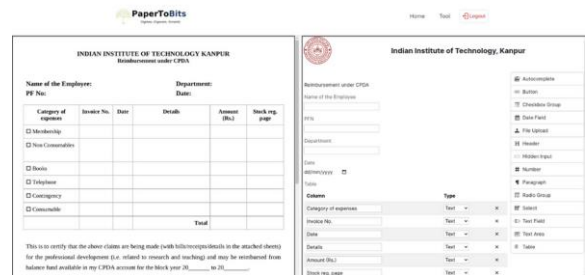 PaperToBits
Home Tool Logout
INDIAN INSTITUTE OF TECHNOLOGY KANPUR
Reimbursement under CPDA
Name of the Employee: Department:
PF No: Date:
Category of expenses Invoice No. Date Details Amount (Rs.) Stock reg. page
Membership
Non Consumables
Books
Telephone
Contingency
Consumable
Total
This is to certify that the above claims are being made (with bills/receipts/details in the attached sheets)
for the professional development (i.e. related to research and teaching) and may be reimbursed from
balance fund available in my CPDA account for the block year 20______ to 20______.
Indian Institute of Technology, Kanpur
Reimbursement under CPDA
Name of the Employee
PFN
Department
Date
dd/mm/yyyy
Table
Column Type
Category of expenses Text
Invoice No. Text
Date Text
Details Text
Amount (Rs.) Text
Stock reg. page Text
Autocomplete
Button
Checkbox Group
Date Field
File Upload
Header
Hidden Input
Number
Paragraph
Radio Group
Select
Text Field
Text Area
Table